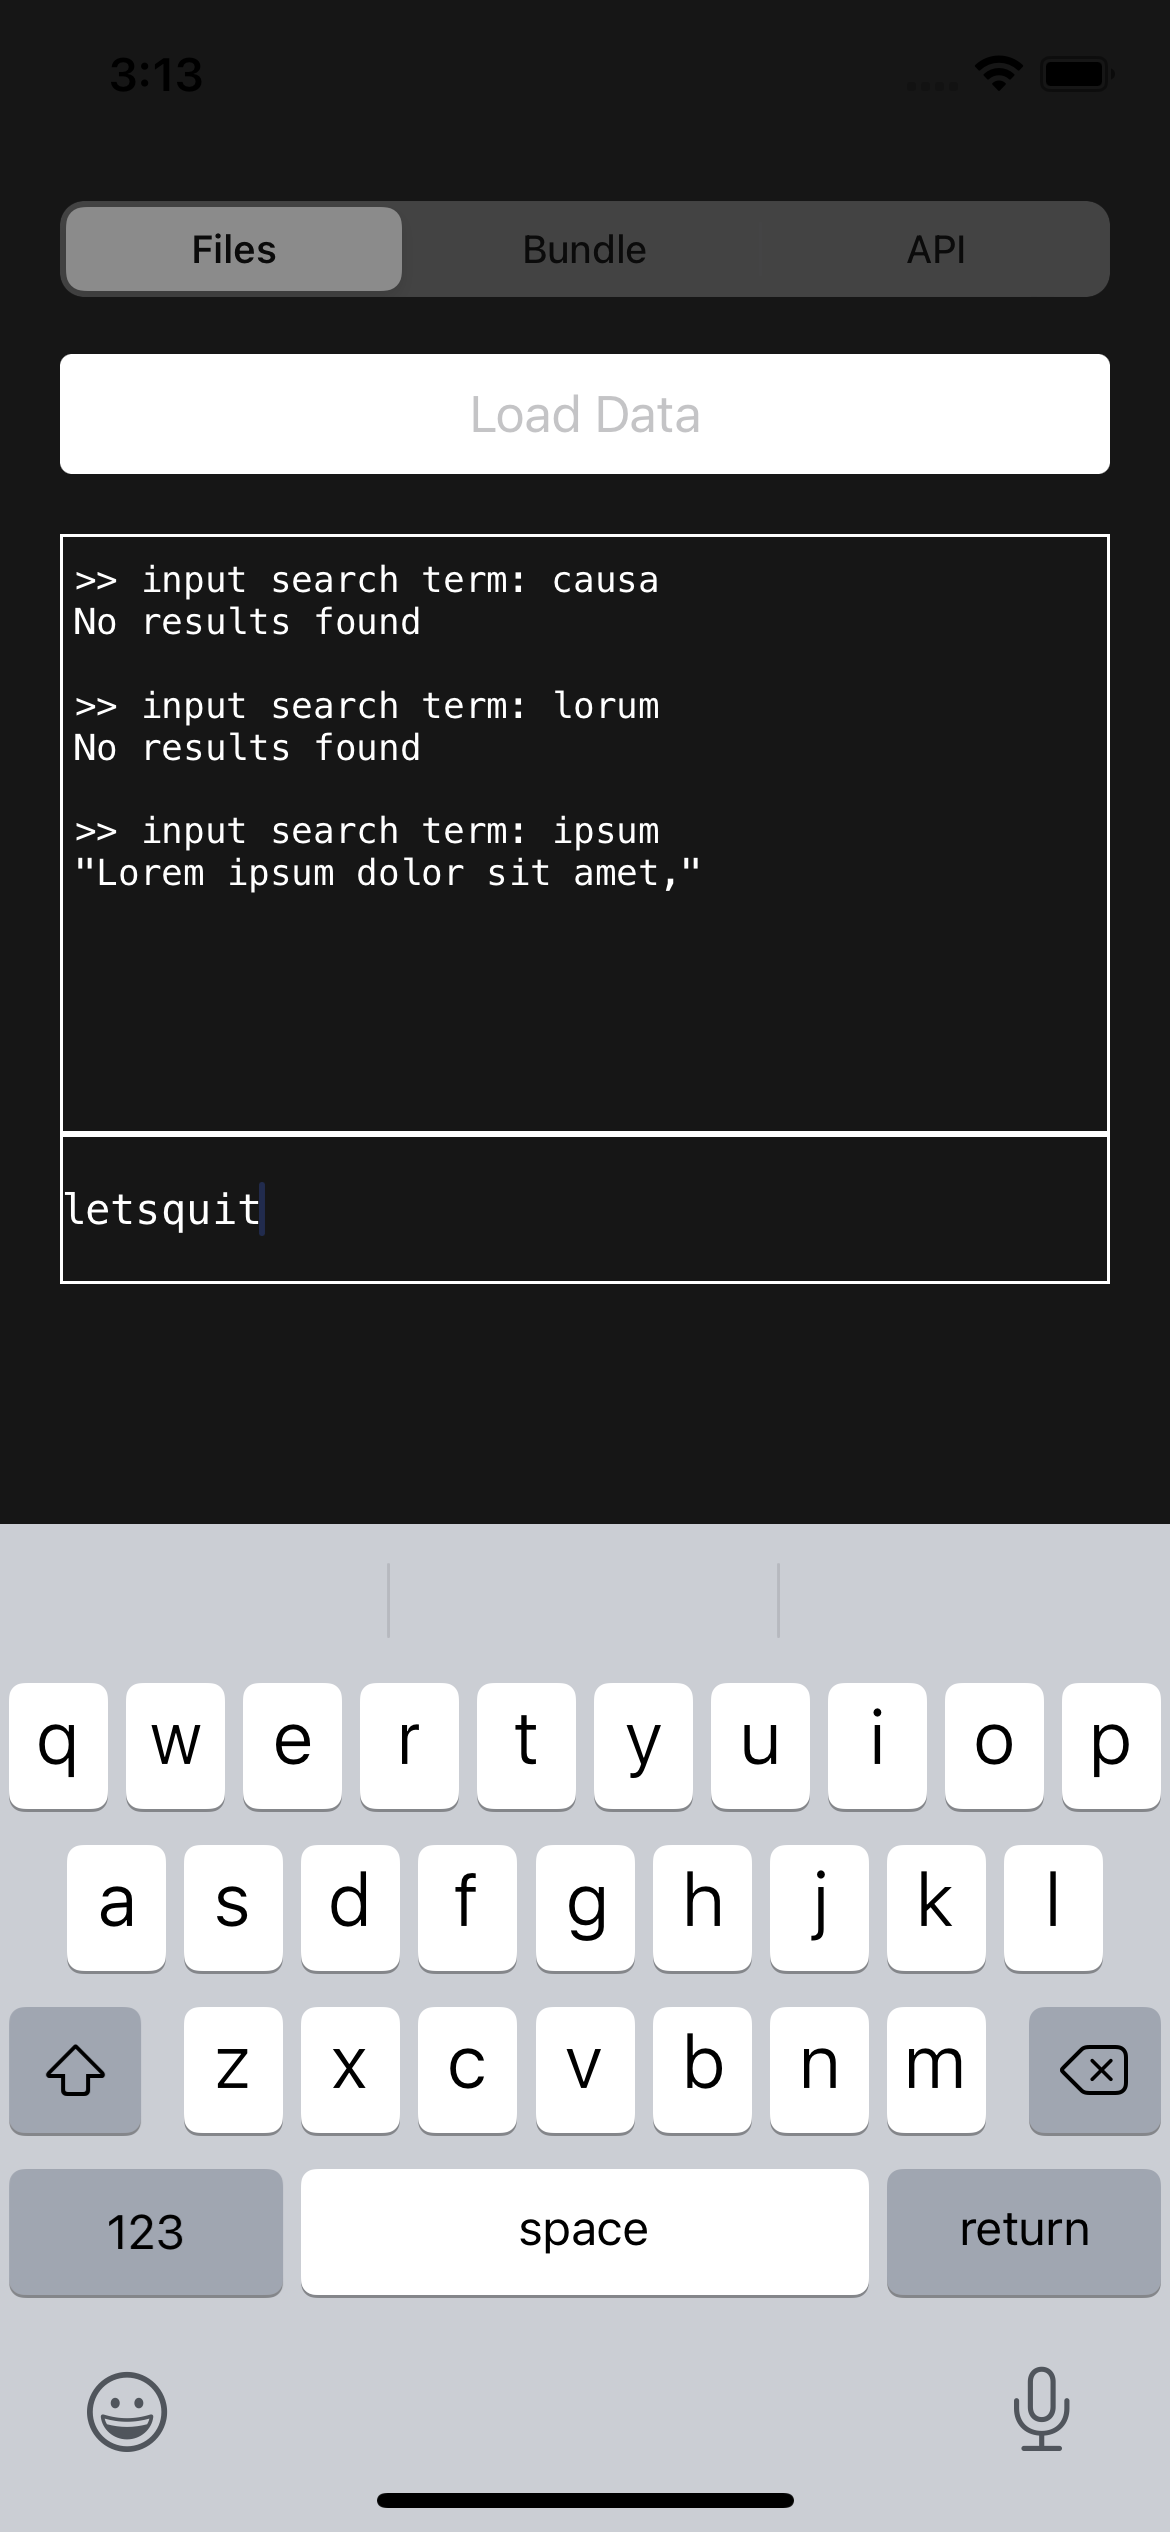 3:13
Files Bundle API
Load Data
>> input search term: causa
No results found
>> input search term: lorum
No results found
>> input search term: ipsum
"Lorem ipsum dolor sit amet,"
letsquit
q w e r t y u i o p
a s d f g h j k l
z x c v b n m
123 space return